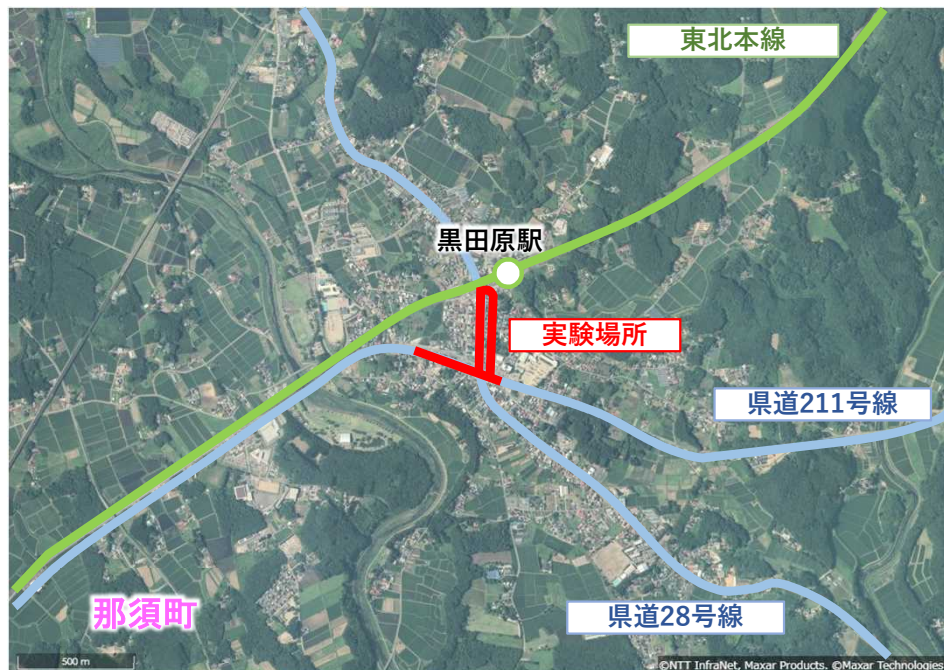 東北本線
黒田原駅
実験場所
県道211号線
県道28号線
那須町
500 m
©NTT InfraNet, Maxar Products. ©Maxar Technologies